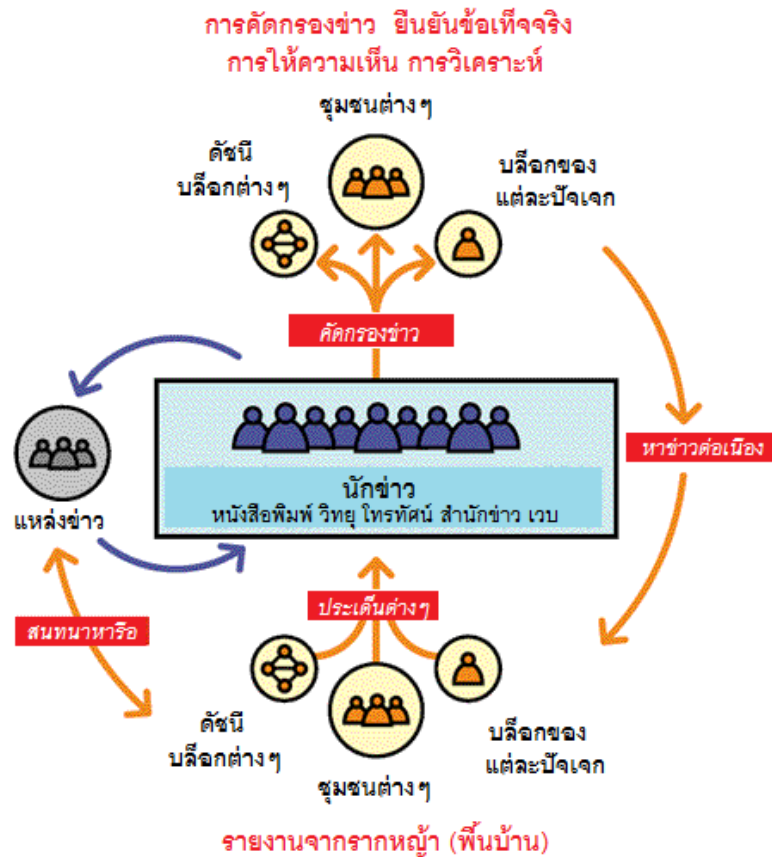 การคัดกรองข่าว ยืนยันข้อเท็จจริง
การให้ความเห็น การวิเคราะห์
ชุมชนต่างๆ
ดัชนี
บล็อกต่างๆ
บล็อกของ
แต่ละปัจเจก
คัดกรองข่าว
หาข่าวต่อเนื่อง
นักข่าว
หนังสือพิมพ์ วิทยุ โทรทัศน์ สำนักข่าว เวบ
แหล่งข่าว
ประเด็นต่างๆ
สนทนาหารือ
ดัชนี
บล็อกต่างๆ
บล็อกของ
แต่ละปัจเจก
ชุมชนต่างๆ
รายงานจากรากหญ้า (พื้นบ้าน)